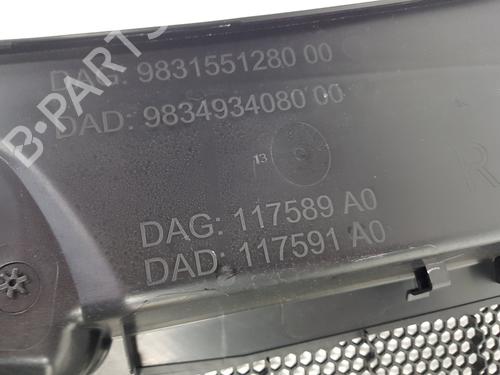 DAG: 9831551280 00
DAD: 9834934080 00
13
R
DAG: 117589 A0
DAD: 117591 A0
B-PARTS